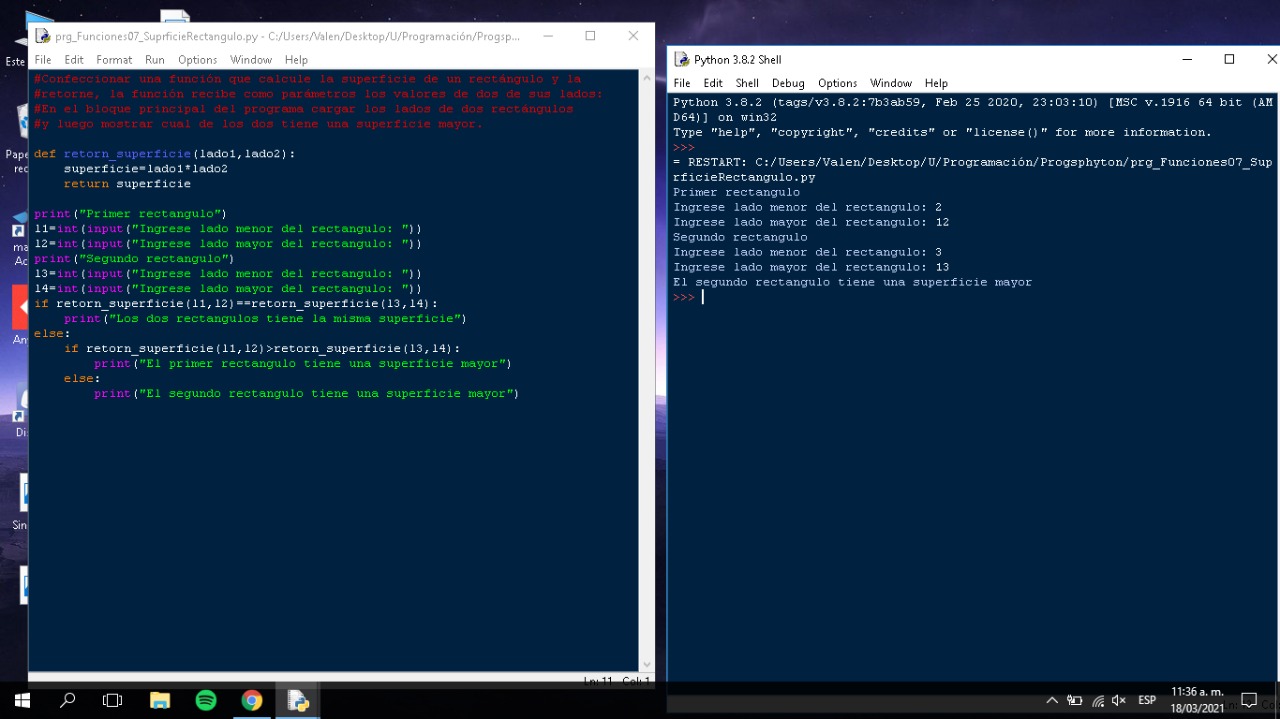 prg_Funciones07_SuprficieRectangulo.py - C:/Users/Valen/Desktop/U/Programación/Progsp...
File Edit Format Run Options Window Help
#Confeccionar una función que calcule la superficie de un rectángulo y la
#retorne, la función recibe como parámetros los valores de dos de sus lados:
#En el bloque principal del programa cargar los lados de dos rectángulos
#y luego mostrar cual de los dos tiene una superficie mayor.
def retorn_superficie(lado1,lado2):
    superficie=lado1*lado2
    return superficie
print("Primer rectangulo")
l1=int(input("Ingrese lado menor del rectangulo: "))
l2=int(input("Ingrese lado mayor del rectangulo: "))
print("Segundo rectangulo")
l3=int(input("Ingrese lado menor del rectangulo: "))
l4=int(input("Ingrese lado mayor del rectangulo: "))
if retorn_superficie(l1,l2)==retorn_superficie(l3,l4):
    print("Los dos rectangulos tiene la misma superficie")
else:
    if retorn_superficie(l1,l2)>retorn_superficie(l3,l4):
        print("El primer rectangulo tiene una superficie mayor")
    else:
        print("El segundo rectangulo tiene una superficie mayor")
Ln: 11 Col: 1
Python 3.8.2 Shell
File Edit Shell Debug Options Window Help
Python 3.8.2 (tags/v3.8.2:7b3ab59, Feb 25 2020, 23:03:10) [MSC v.1916 64 bit (AM
D64)] on win32
Type "help", "copyright", "credits" or "license()" for more information.
>>>
= RESTART: C:/Users/Valen/Desktop/U/Programación/Progsphyton/prg_Funciones07_Sup
rficieRectangulo.py
Primer rectangulo
Ingrese lado menor del rectangulo: 2
Ingrese lado mayor del rectangulo: 12
Segundo rectangulo
Ingrese lado menor del rectangulo: 3
Ingrese lado mayor del rectangulo: 13
El segundo rectangulo tiene una superficie mayor
>>>
Este
Pape
rec
ma
Ac
An
Di
Sin
ESP
11:36 a. m.
18/03/2021